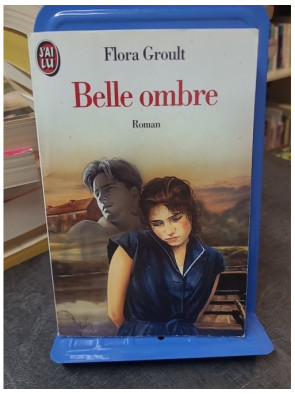 J'AI
LU
Flora Groult
Belle ombre
Roman